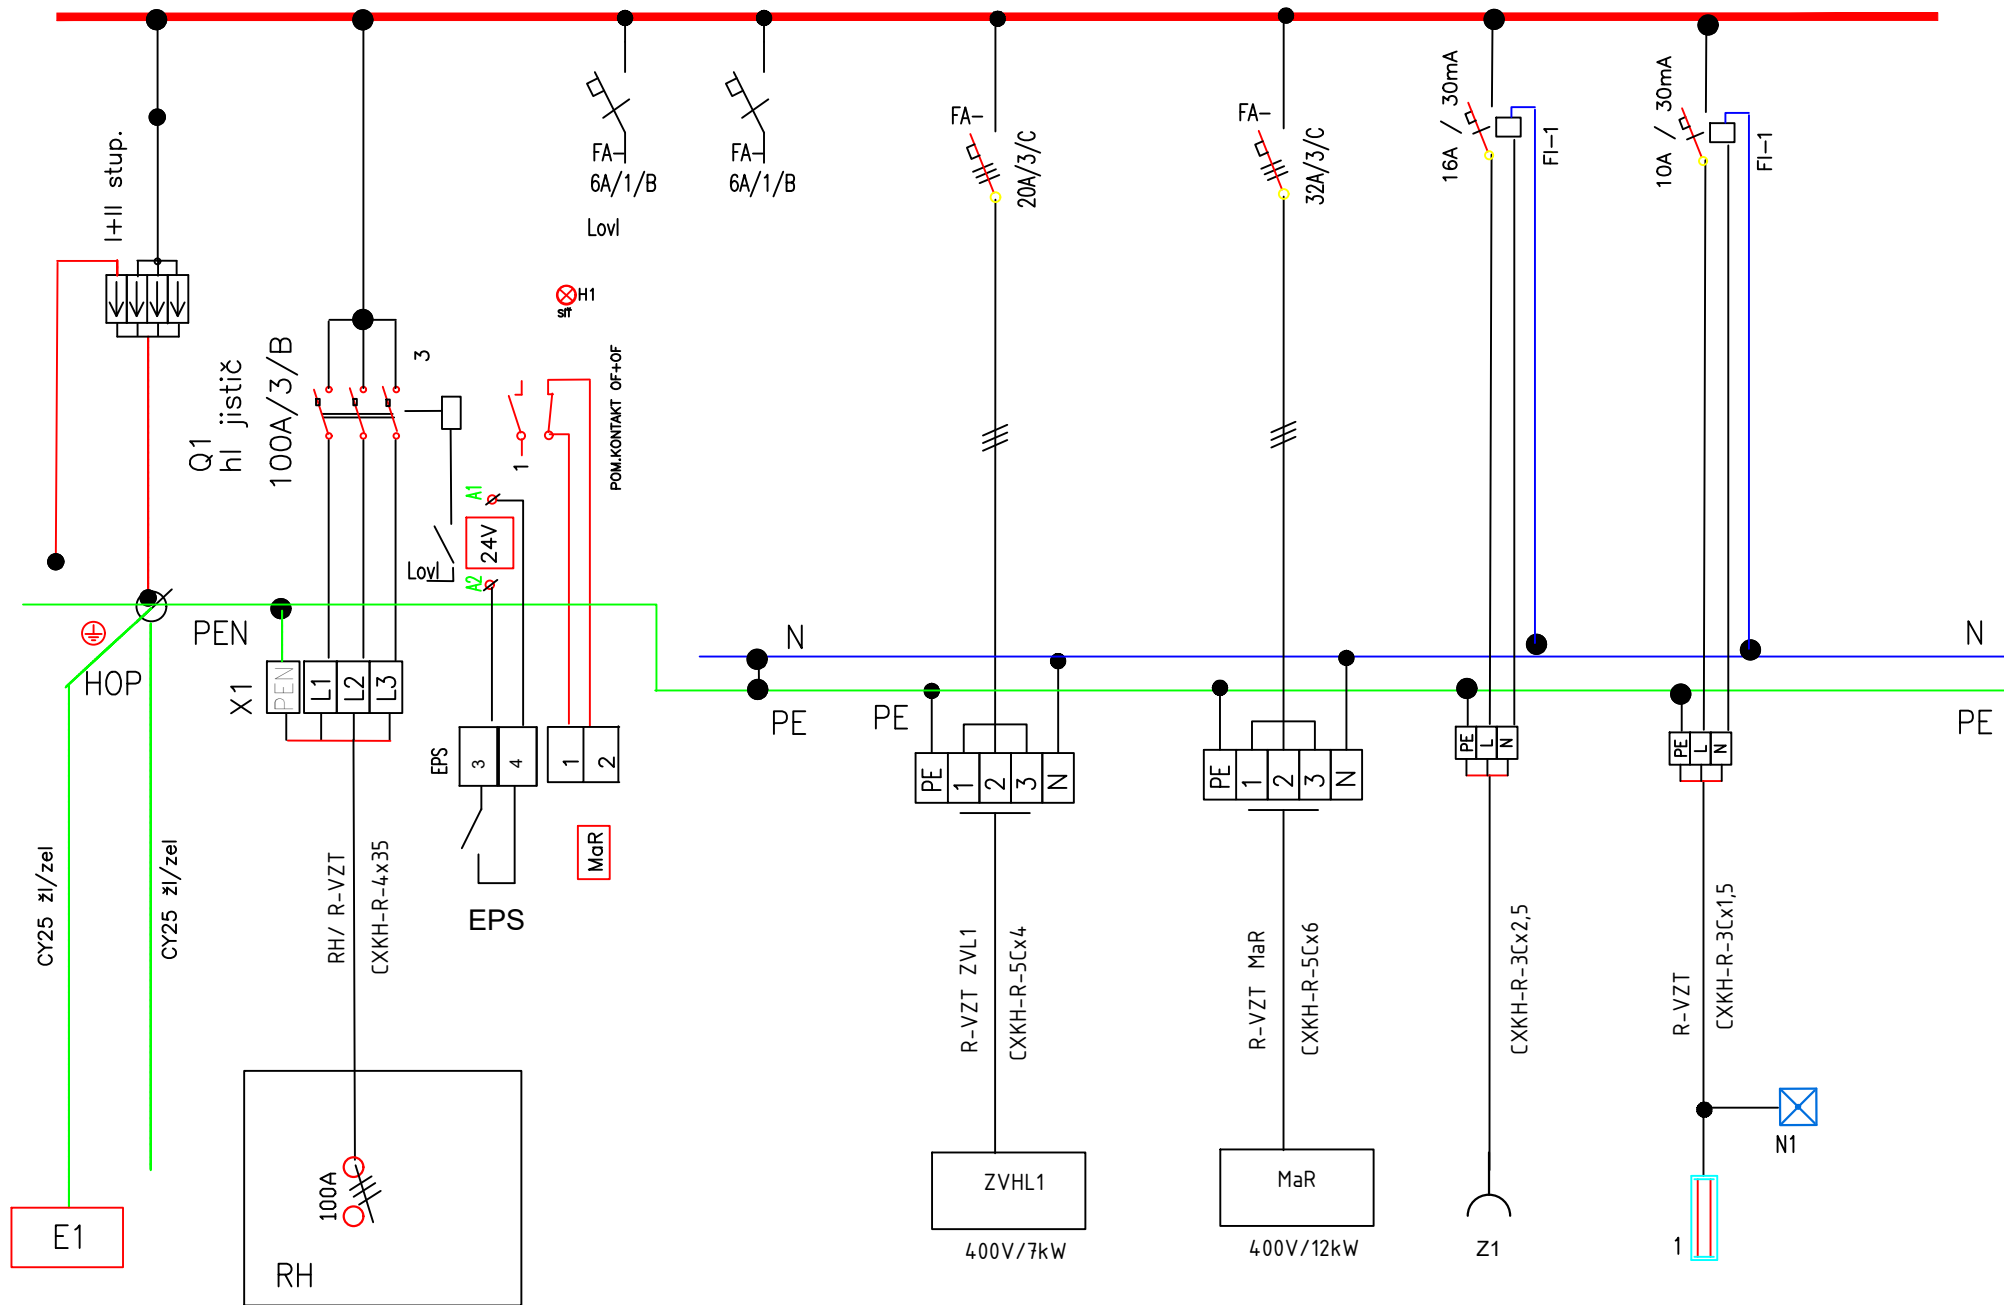 I+II stup.
Q1
hl jistič
100A/3/B
3
FA-
6A/1/B
Lovl
FA-
6A/1/B
H1
síť
POM.KONTAKT OF+OF
1
A1
24V
A2
Lovl
FA-
20A/3/C
FA-
32A/3/C
16A / 30mA
FI-1
10A / 30mA
FI-1
PEN
HOP
X1
PEN
L1
L2
L3
N
PE
PE
N
PE
EPS
3
4
1
2
MaR
EPS
PE
1
2
3
N
PE
1
2
3
N
PE
L
N
PE
L
N
CY25 žl/zel
CY25 žl/zel
RH/ R-VZT
CXKH-R-4x35
R-VZT ZVL1
CXKH-R-5Cx4
R-VZT MaR
CXKH-R-5Cx6
CXKH-R-3Cx2,5
R-VZT
CXKH-R-3Cx1,5
E1
100A
RH
ZVHL1
400V/7kW
MaR
400V/12kW
Z1
N1
1